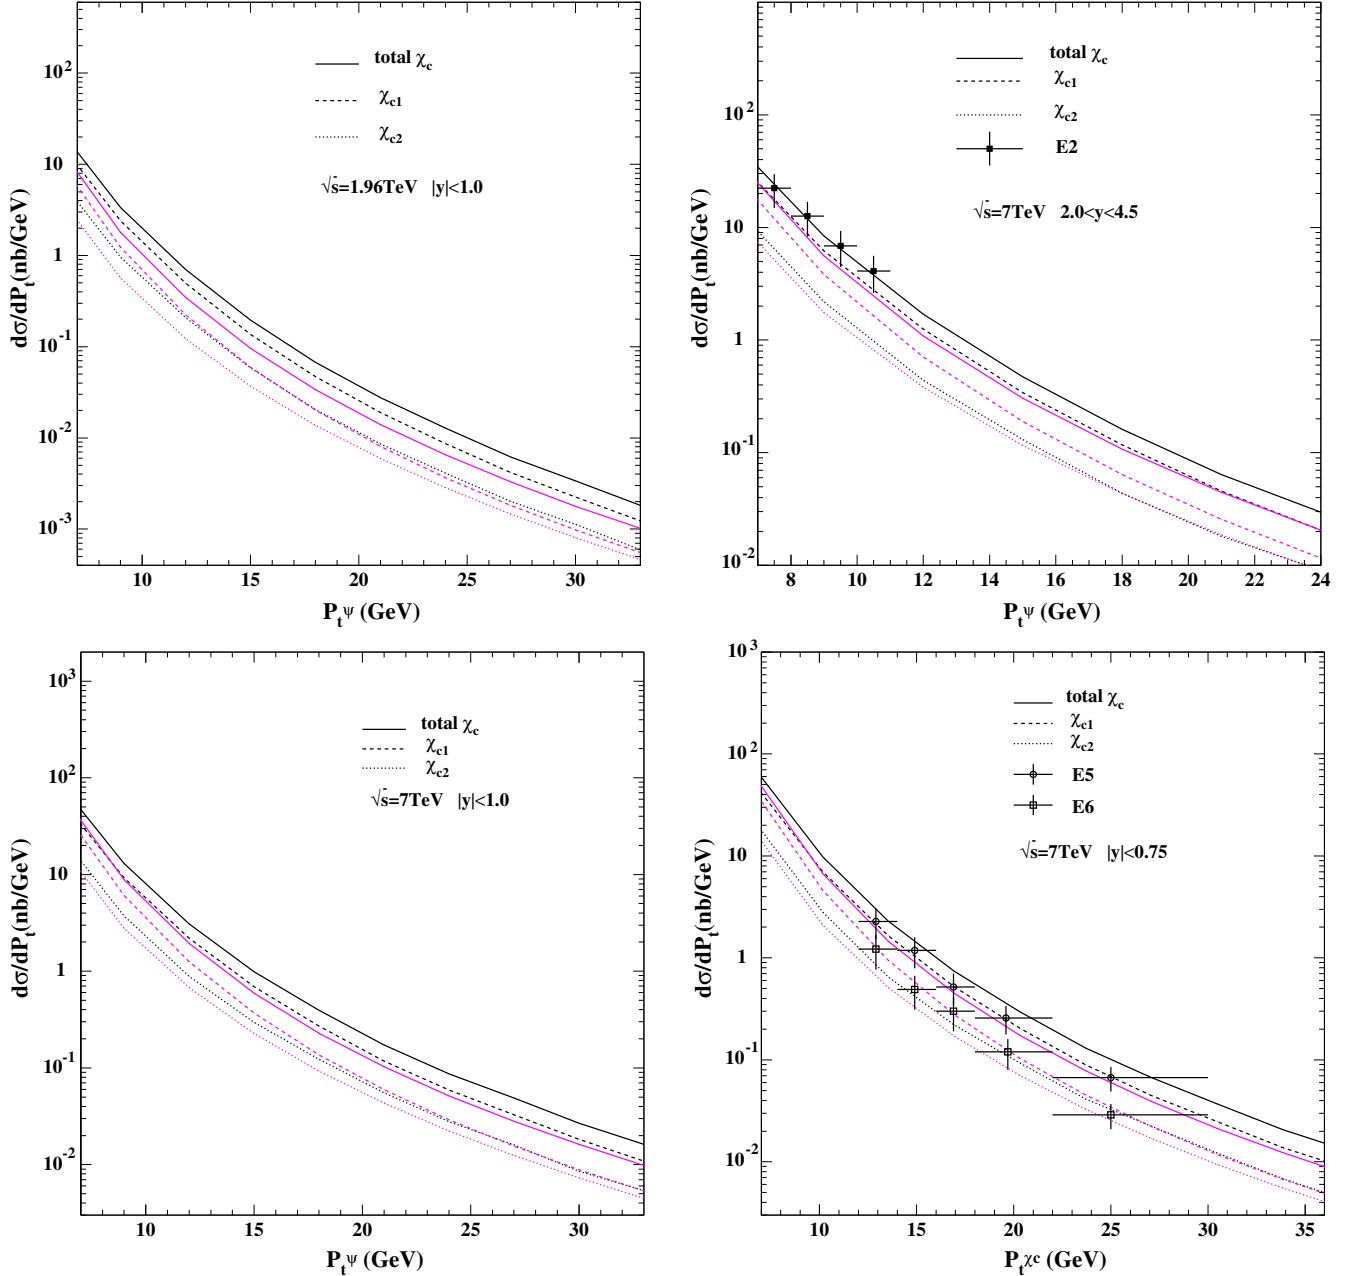 total χc
χc1
χc2
√s=1.96TeV |y|<1.0
10²
10
1
10⁻¹
10⁻²
10⁻³
dσ/dPt(nb/GeV)
10 15 20 25 30
Ptψ (GeV)
total χc
χc1
χc2
E2
√s=7TeV 2.0<y<4.5
10²
10
1
10⁻¹
10⁻²
dσ/dPt(nb/GeV)
8 10 12 14 16 18 20 22 24
Ptψ (GeV)
total χc
χc1
χc2
√s=7TeV |y|<1.0
10³
10²
10
1
10⁻¹
10⁻²
dσ/dPt(nb/GeV)
10 15 20 25 30
Ptψ (GeV)
total χc
χc1
χc2
E5
E6
√s=7TeV |y|<0.75
10³
10²
10
1
10⁻¹
10⁻²
dσ/dPt(nb/GeV)
10 15 20 25 30 35
Ptχc (GeV)